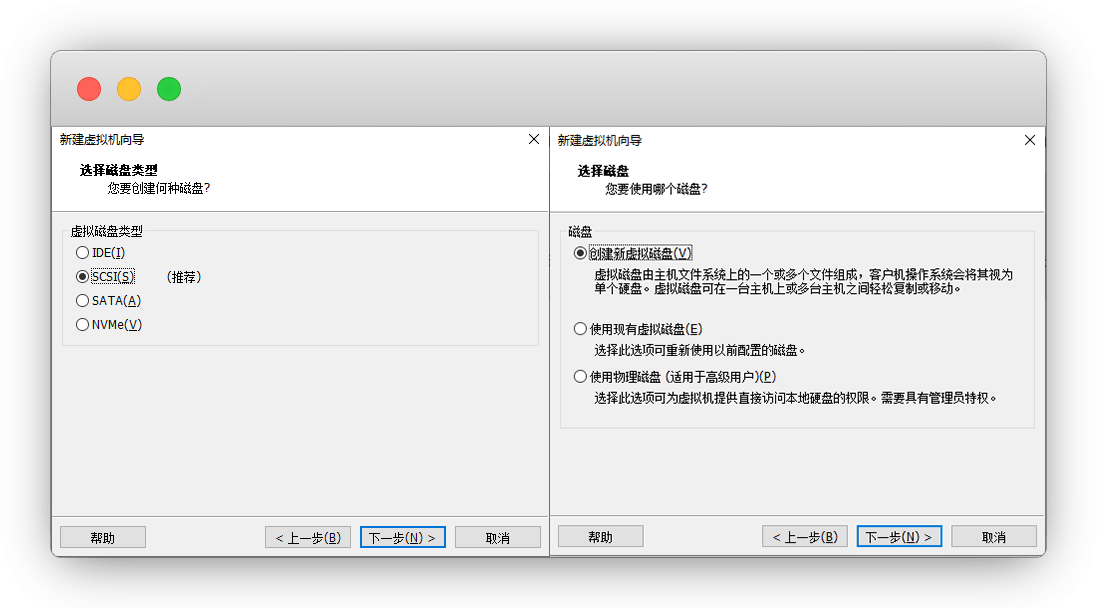 新建虚拟机向导
选择磁盘类型
您要创建何种磁盘?
虚拟磁盘类型
IDE(I)
SCSI(S) (推荐)
SATA(A)
NVMe(V)
帮助
< 上一步(B)
下一步(N) >
取消
新建虚拟机向导
选择磁盘
您要使用哪个磁盘?
磁盘
创建新虚拟磁盘(V)
虚拟磁盘由主机文件系统上的一个或多个文件组成，客户机操作系统会将其视为
单个硬盘。虚拟磁盘可在一台主机上或多台主机之间轻松复制或移动。
使用现有虚拟磁盘(E)
选择此选项可重新使用以前配置的磁盘。
使用物理磁盘 (适用于高级用户)(P)
选择此选项可为虚拟机提供直接访问本地硬盘的权限。需要具有管理员特权。
帮助
< 上一步(B)
下一步(N) >
取消